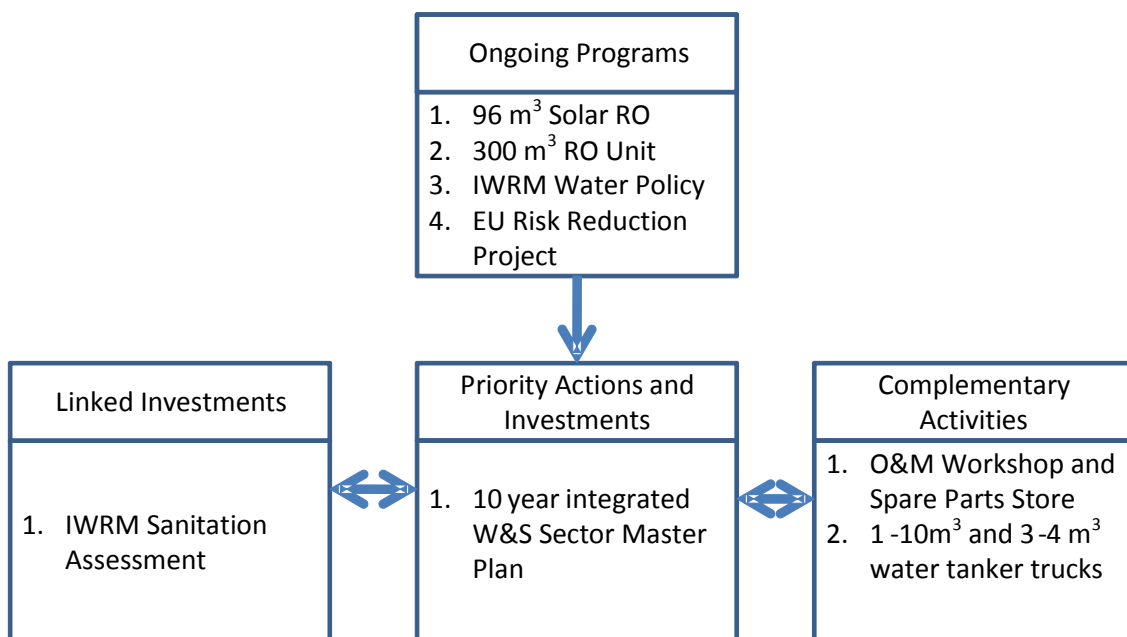 Ongoing Programs
1. 96 m³ Solar RO
2. 300 m³ RO Unit
3. IWRM Water Policy
4. EU Risk Reduction
Project
Linked Investments
1. IWRM Sanitation
Assessment
Priority Actions and
Investments
1. 10 year integrated
W&S Sector Master
Plan
Complementary
Activities
1. O&M Workshop and
Spare Parts Store
2. 1-10m³ and 3-4 m³
water tanker trucks